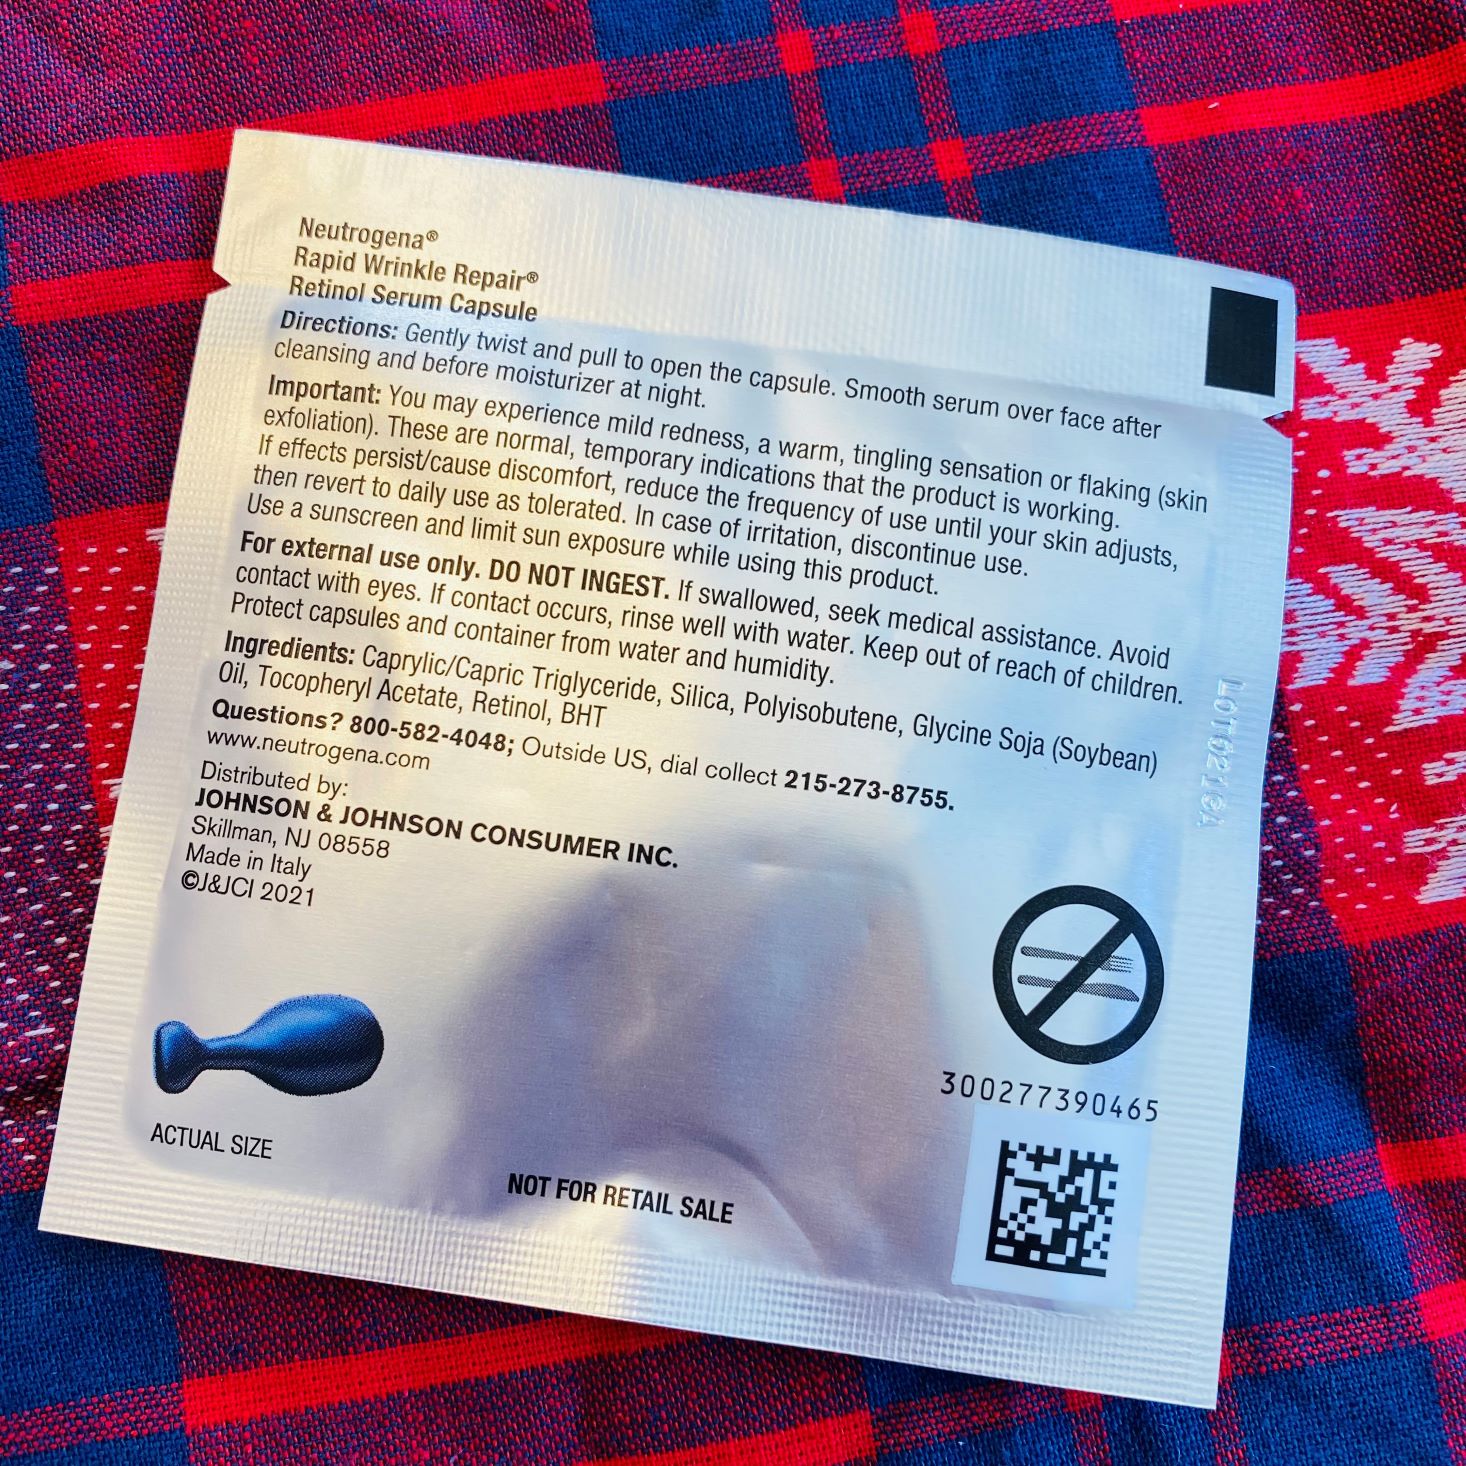 Neutrogena®
Rapid Wrinkle Repair®
Retinol Serum Capsule
Directions: Gently twist and pull to open the capsule. Smooth serum over face after
cleansing and before moisturizer at night.
Important: You may experience mild redness, a warm, tingling sensation or flaking (skin
exfoliation). These are normal, temporary indications that the product is working.
If effects persist/cause discomfort, reduce the frequency of use until your skin adjusts,
then revert to daily use as tolerated. In case of irritation, discontinue use.
Use a sunscreen and limit sun exposure while using this product.
For external use only. DO NOT INGEST. If swallowed, seek medical assistance. Avoid
contact with eyes. If contact occurs, rinse well with water. Keep out of reach of children.
Protect capsules and container from water and humidity.
Ingredients: Caprylic/Capric Triglyceride, Silica, Polyisobutene, Glycine Soja (Soybean)
Oil, Tocopheryl Acetate, Retinol, BHT
Questions? 800-582-4048; Outside US, dial collect 215-273-8755.
www.neutrogena.com
Distributed by:
JOHNSON & JOHNSON CONSUMER INC.
Skillman, NJ 08558
Made in Italy
©J&JCI 2021
300277390465
ACTUAL SIZE
NOT FOR RETAIL SALE